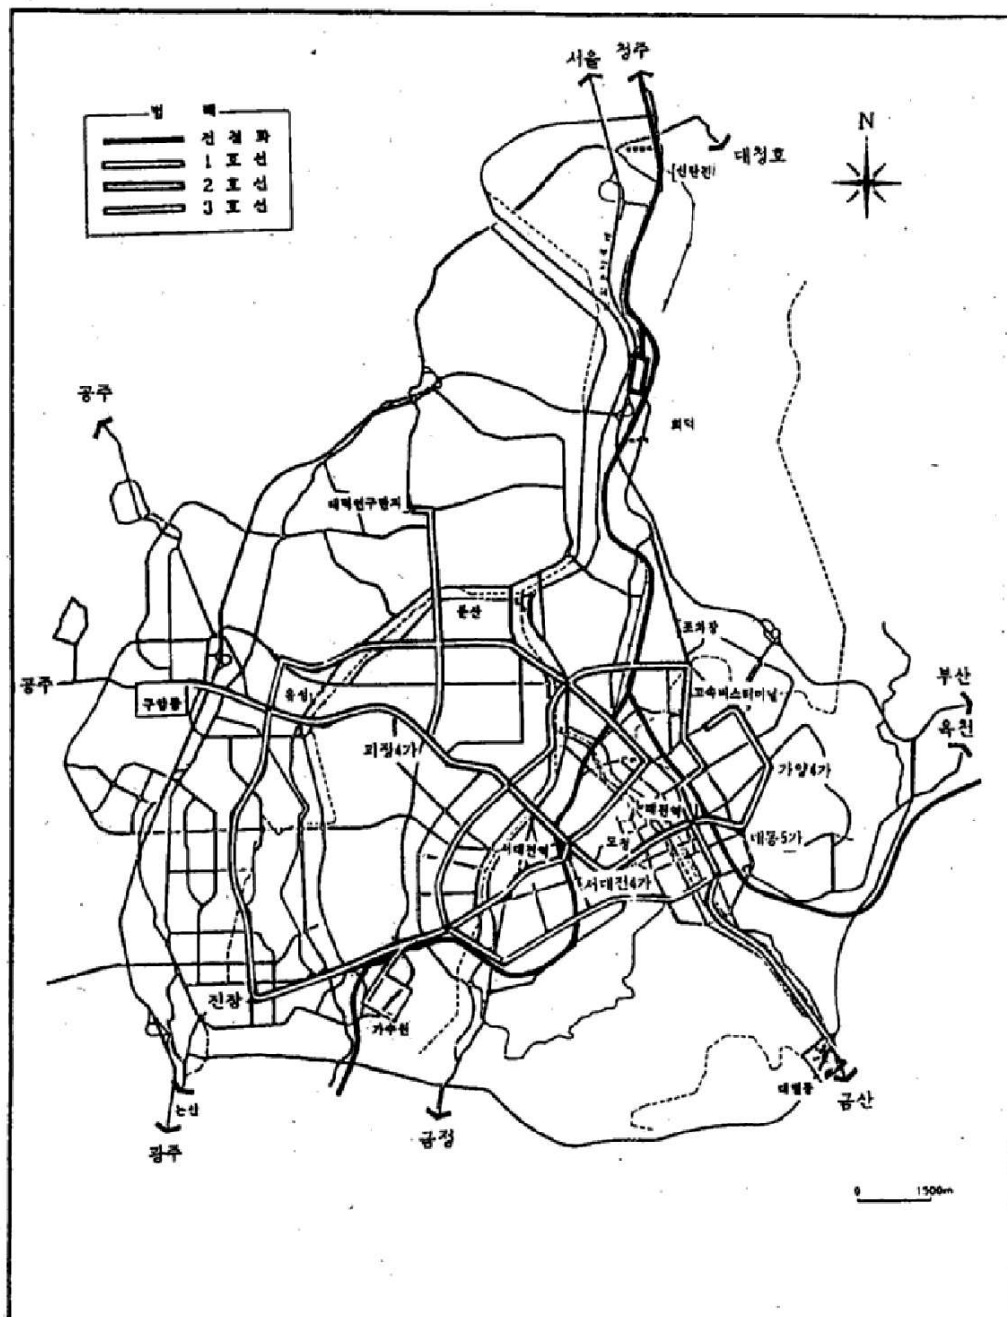 범 례
전철화
1호선
2호선
3호선
서울
청주
N
대청호
(신탄진)
공주
회덕
대덕연구단지
둔산
조차장
공주
구암동
유성
고속버스터미널
부산
옥천
괴정4가
가양4가
대전역
대동5가
서대전역
서대전4가
진잠
가수원
논산
광주
금정
대별동
금산
0 1500m